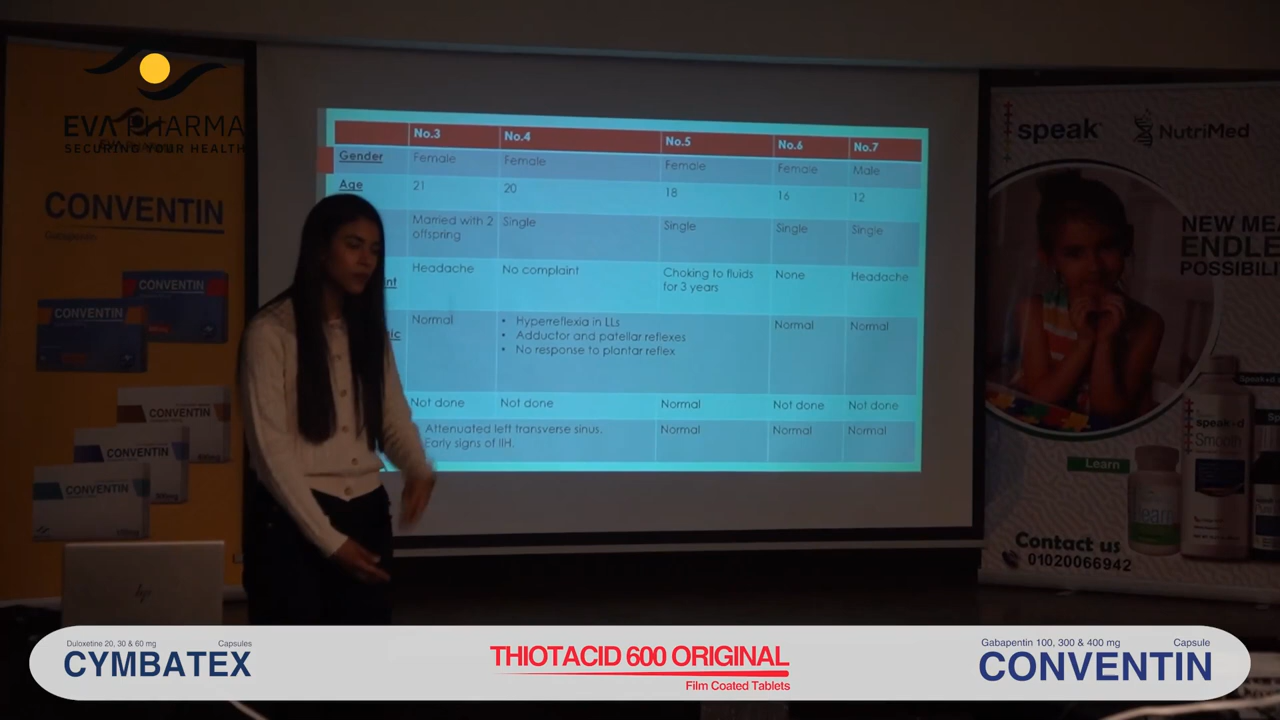 EVA PHARMA
SECURING YOUR HEALTH
CONVENTIN
Gabapentin
CONVENTIN
CONVENTIN
CONVENTIN
CONVENTIN
CONVENTIN
No.3 No.4 No.5 No.6 No.7
Gender Female Female Female Female Male
Age 21 20 18 16 12
Married with 2 offspring Single Single Single Single
Headache No complaint Choking to fluids for 3 years None Headache
Normal
• Hyperreflexia in LLs
• Adductor and patellar reflexes
• No response to plantar reflex
Normal Normal
Not done Not done Normal Not done Not done
Attenuated left transverse sinus.
Early signs of IIH.
Normal Normal Normal
speak NutriMed
NEW
ENDLE
POSSIBILI
speak+d
Smooth
Learn
Contact us
01020066942
hp
Duloxetine 20, 30 & 60 mg Capsules
CYMBATEX
THIOTACID 600 ORIGINAL
Film Coated Tablets
Gabapentin 100, 300 & 400 mg Capsule
CONVENTIN